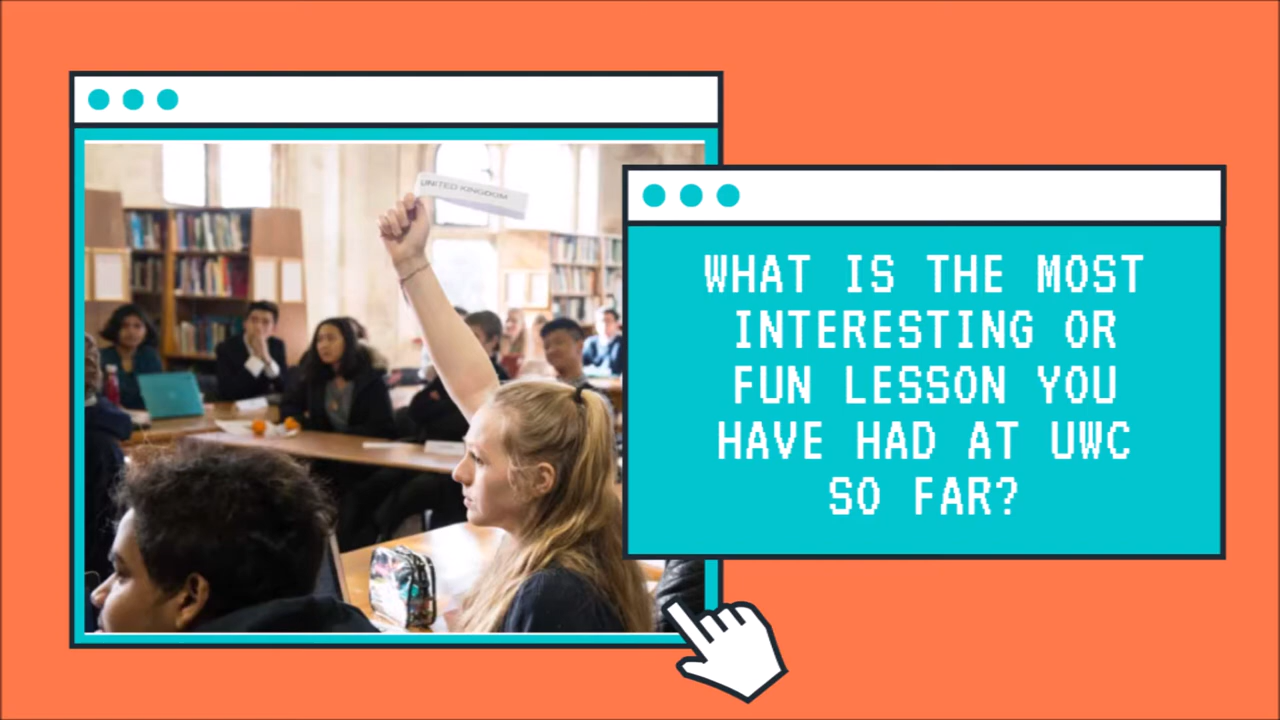 UNITED KINGDOM
WHAT IS THE MOST
INTERESTING OR
FUN LESSON YOU
HAVE HAD AT UWC
SO FAR?